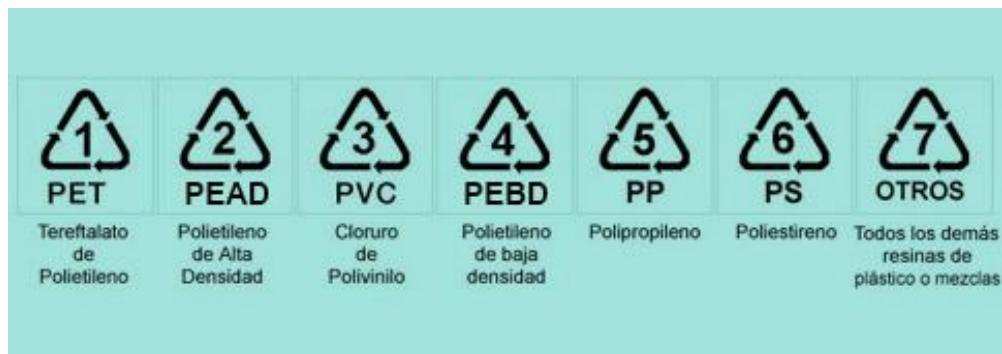 1
PET
Tereftalato
de
Polietileno
2
PEAD
Polietileno
de Alta
Densidad
3
PVC
Cloruro
de
Polivinilo
4
PEBD
Polietileno
de baja
densidad
5
PP
Polipropileno
6
PS
Poliestireno
7
OTROS
Todos los demás
resinas de
plástico o mezclas